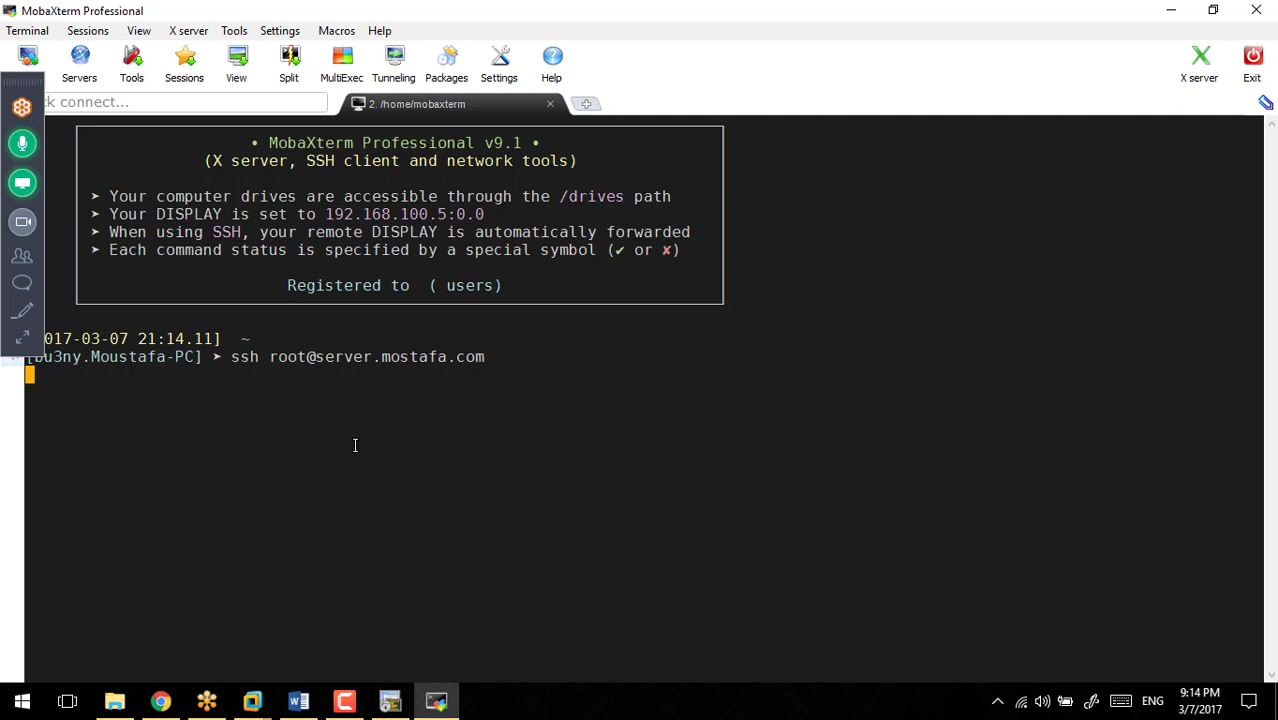 MobaXterm Professional
Terminal Sessions View X server Tools Settings Macros Help
Servers Tools Sessions View Split MultiExec Tunneling Packages Settings Help X server Exit
k connect... 2. /home/mobaxterm
• MobaXterm Professional v9.1 •
(X server, SSH client and network tools)
➤ Your computer drives are accessible through the /drives path
➤ Your DISPLAY is set to 192.168.100.5:0.0
➤ When using SSH, your remote DISPLAY is automatically forwarded
➤ Each command status is specified by a special symbol (✔ or ✘)
Registered to ( users)
017-03-07 21:14.11] ~
[bu3ny.Moustafa-PC] ➤ ssh root@server.mostafa.com
ENG
9:14 PM
3/7/2017